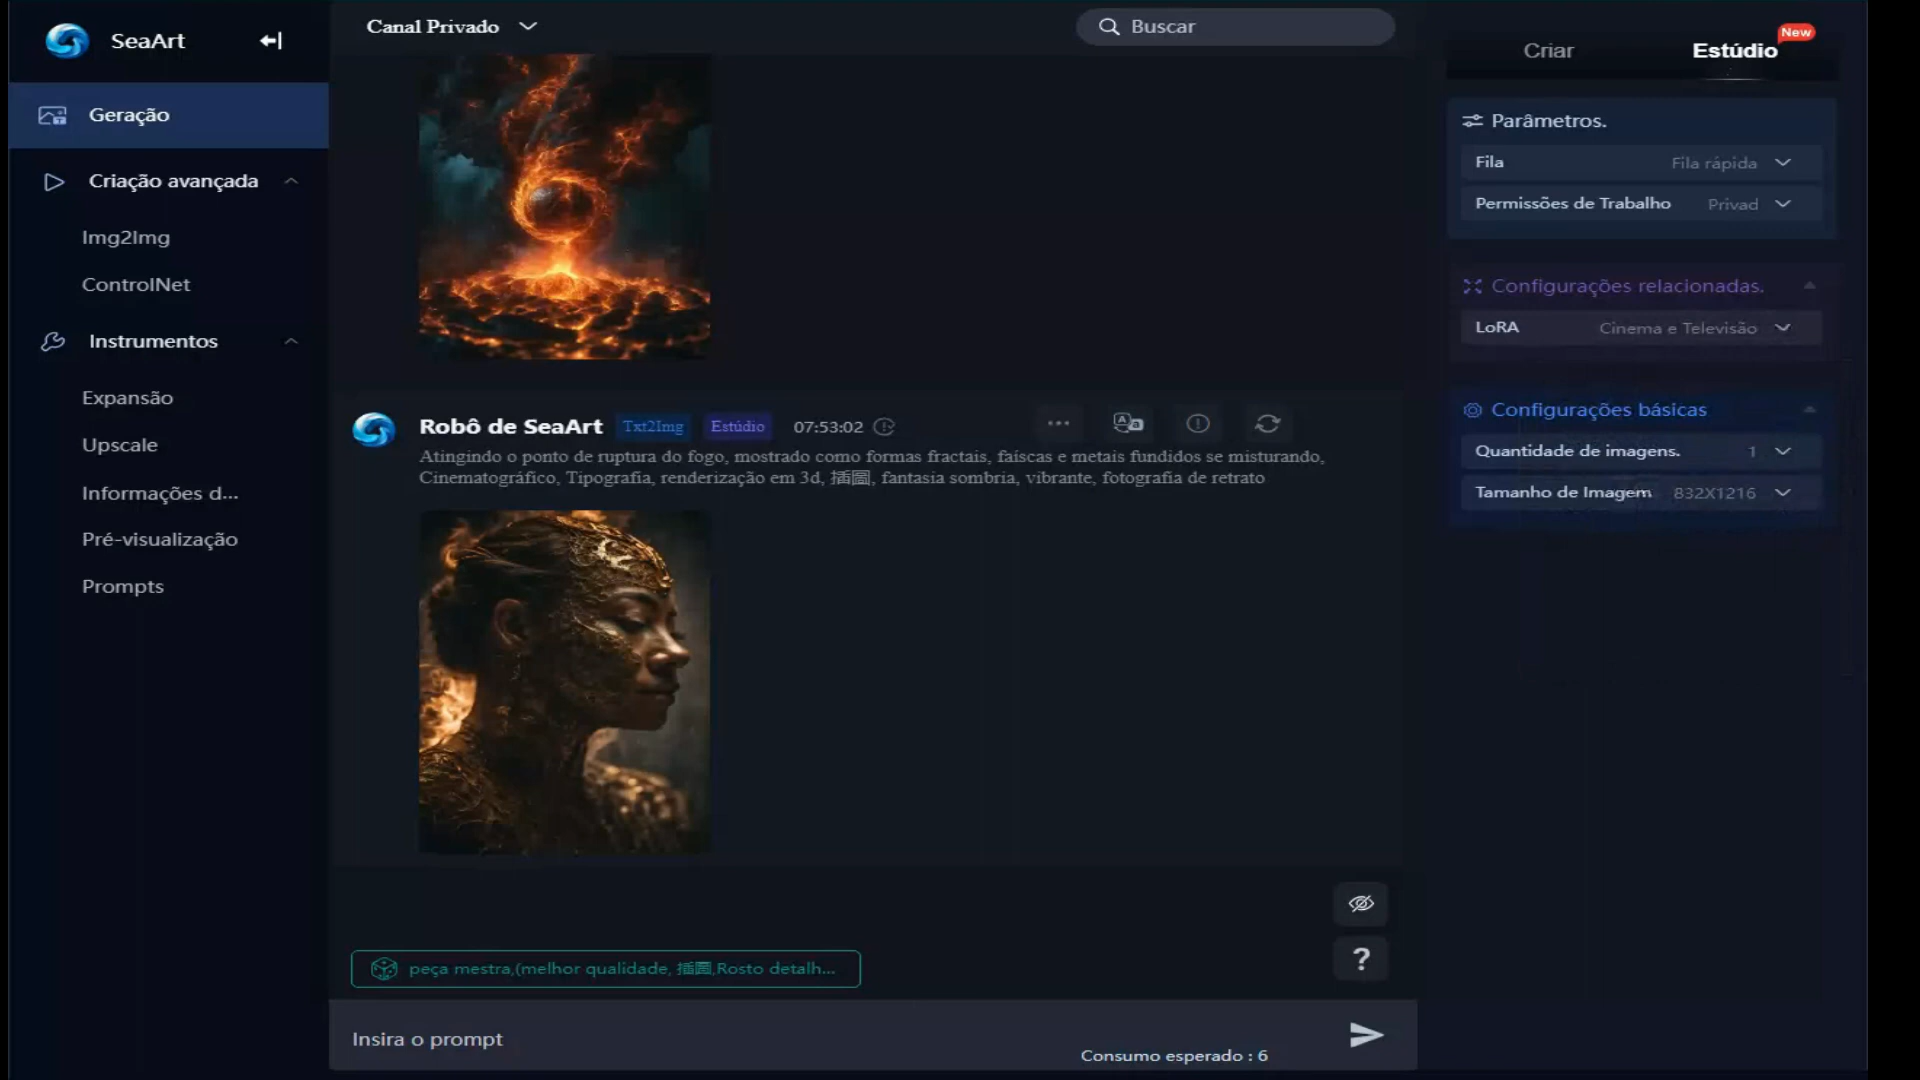 SeaArt
Geração
Criação avançada
Img2Img
ControlNet
Instrumentos
Expansão
Upscale
Informações d...
Pré-visualização
Prompts
Canal Privado
Buscar
Robô de SeaArt Txt2Img Estúdio 07:53:02
Atingindo o ponto de ruptura do fogo, mostrado como formas fractais, faíscas e metais fundidos se misturando,
Cinematográfico, Tipografia, renderização em 3d, 插圖, fantasia sombria, vibrante, fotografia de retrato
peça mestra,(melhor qualidade, 插圖,Rosto detalh...
?
Insira o prompt
Consumo esperado : 6
Criar
Estúdio
New
Parâmetros.
Fila Fila rápida
Permissões de Trabalho Privad
Configurações relacionadas.
LoRA Cinema e Televisão
Configurações básicas
Quantidade de imagens. 1
Tamanho de Imagem 832X1216